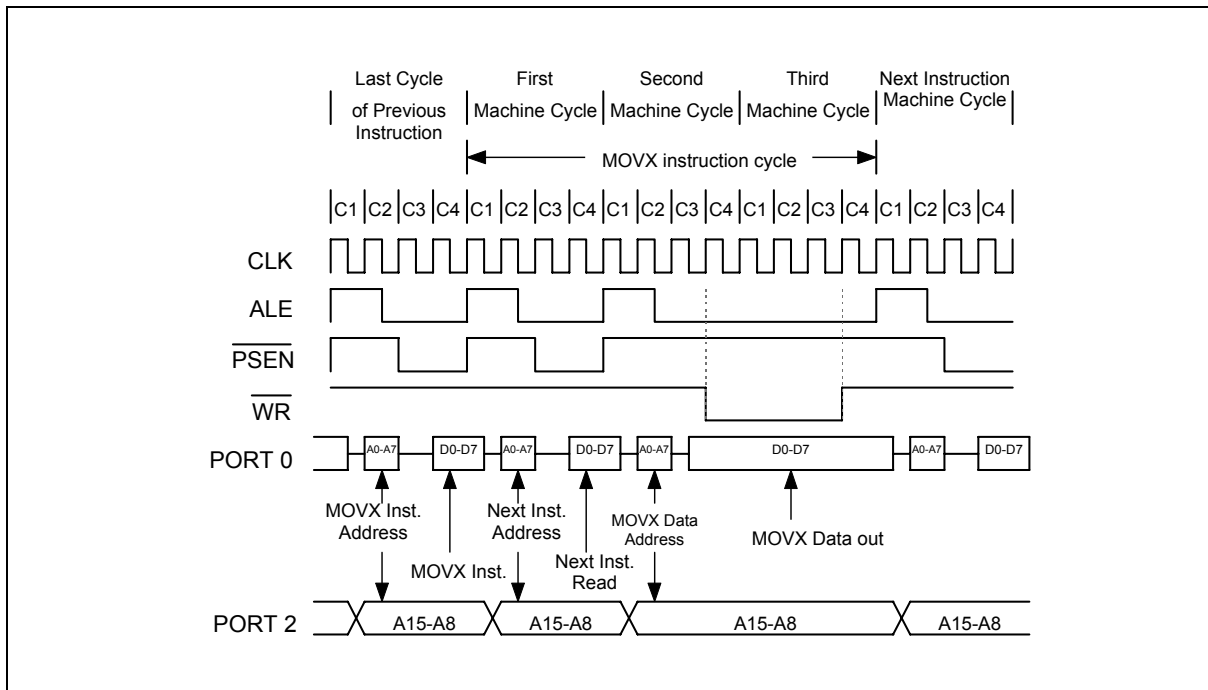 Last Cycle
of Previous
Instruction
First
Machine Cycle
Second
Machine Cycle
Third
Machine Cycle
Next Instruction
Machine Cycle
MOVX instruction cycle
C1 C2 C3 C4 C1 C2 C3 C4 C1 C2 C3 C4 C1 C2 C3 C4 C1 C2 C3 C4
CLK
ALE
PSEN
WR
PORT 0
A0-A7 D0-D7 A0-A7 D0-D7 A0-A7 D0-D7 A0-A7 D0-D7
MOVX Inst.
Address
MOVX Inst.
Next Inst.
Address
Next Inst.
Read
MOVX Data
Address
MOVX Data out
PORT 2
A15-A8 A15-A8 A15-A8 A15-A8